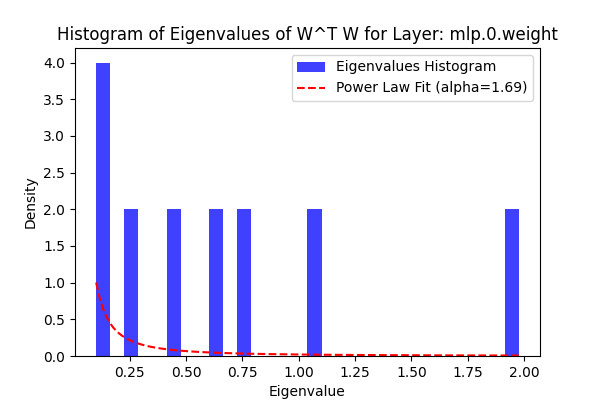 Histogram of Eigenvalues of W^T W for Layer: mlp.0.weight
Eigenvalues Histogram
Power Law Fit (alpha=1.69)
Density
4.0
3.5
3.0
2.5
2.0
1.5
1.0
0.5
0.0
0.25 0.50 0.75 1.00 1.25 1.50 1.75 2.00
Eigenvalue